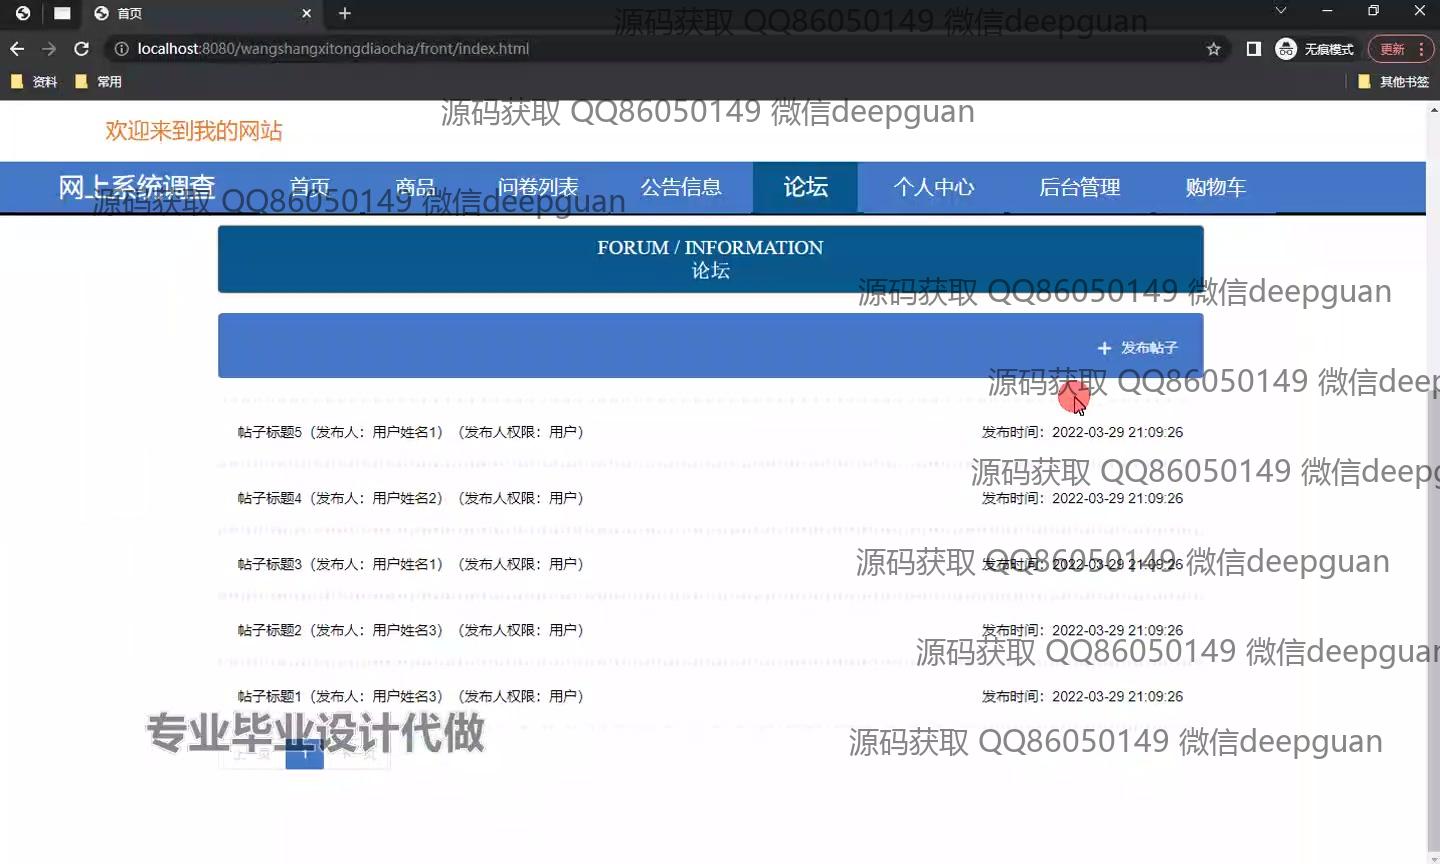 首页
源码获取 QQ86050149 微信deepguan
localhost:8080/wangshangxitongdiaocha/front/index.html
无痕模式
更新
资料
常用
其他书签
源码获取 QQ86050149 微信deepguan
欢迎来到我的网站
网上系统调查
首页
商品
问卷列表
公告信息
论坛
个人中心
后台管理
购物车
源码获取 QQ86050149 微信deepguan
FORUM / INFORMATION
论坛
源码获取 QQ86050149 微信deepguan
+ 发布帖子
源码获取 QQ86050149 微信deep
帖子标题5（发布人：用户姓名1）（发布人权限：用户） 发布时间：2022-03-29 21:09:26
源码获取 QQ86050149 微信deep
帖子标题4（发布人：用户姓名2）（发布人权限：用户） 发布时间：2022-03-29 21:09:26
帖子标题3（发布人：用户姓名1）（发布人权限：用户） 发布时间：2022-03-29 21:09:26
源码获取 QQ86050149 微信deepguan
帖子标题2（发布人：用户姓名3）（发布人权限：用户） 发布时间：2022-03-29 21:09:26
源码获取 QQ86050149 微信deepguan
帖子标题1（发布人：用户姓名3）（发布人权限：用户） 发布时间：2022-03-29 21:09:26
专业毕业设计代做
源码获取 QQ86050149 微信deepguan
上一页 1 下一页